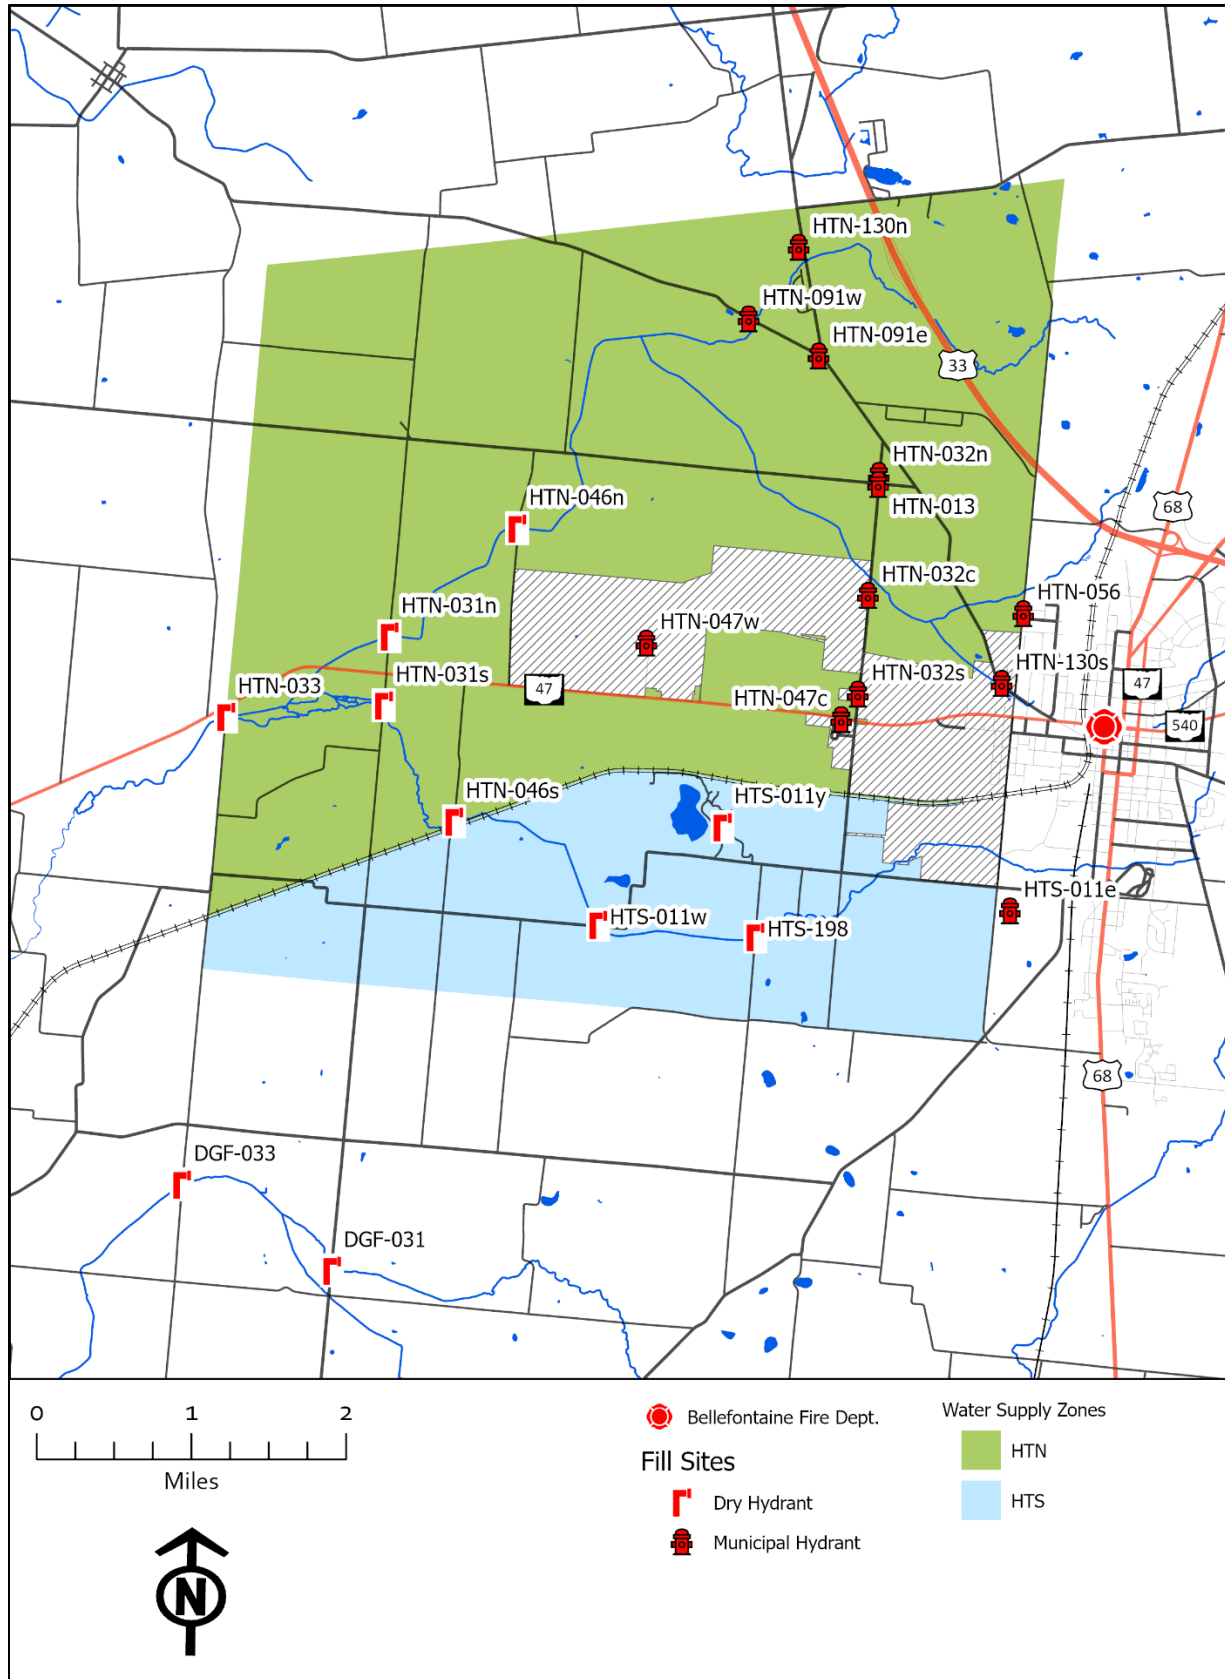 HTN-130n
HTN-091w
HTN-091e
33
HTN-032n
HTN-013
HTN-046n
68
HTN-032c
HTN-056
HTN-031n
HTN-047w
HTN-031s
HTN-032s
HTN-130s
HTN-033
47
HTN-047c
47
540
HTN-046s
HTS-011y
HTS-011e
HTS-011w
HTS-198
68
DGF-033
DGF-031
0 1 2
Miles
N
Bellefontaine Fire Dept.
Fill Sites
Dry Hydrant
Municipal Hydrant
Water Supply Zones
HTN
HTS